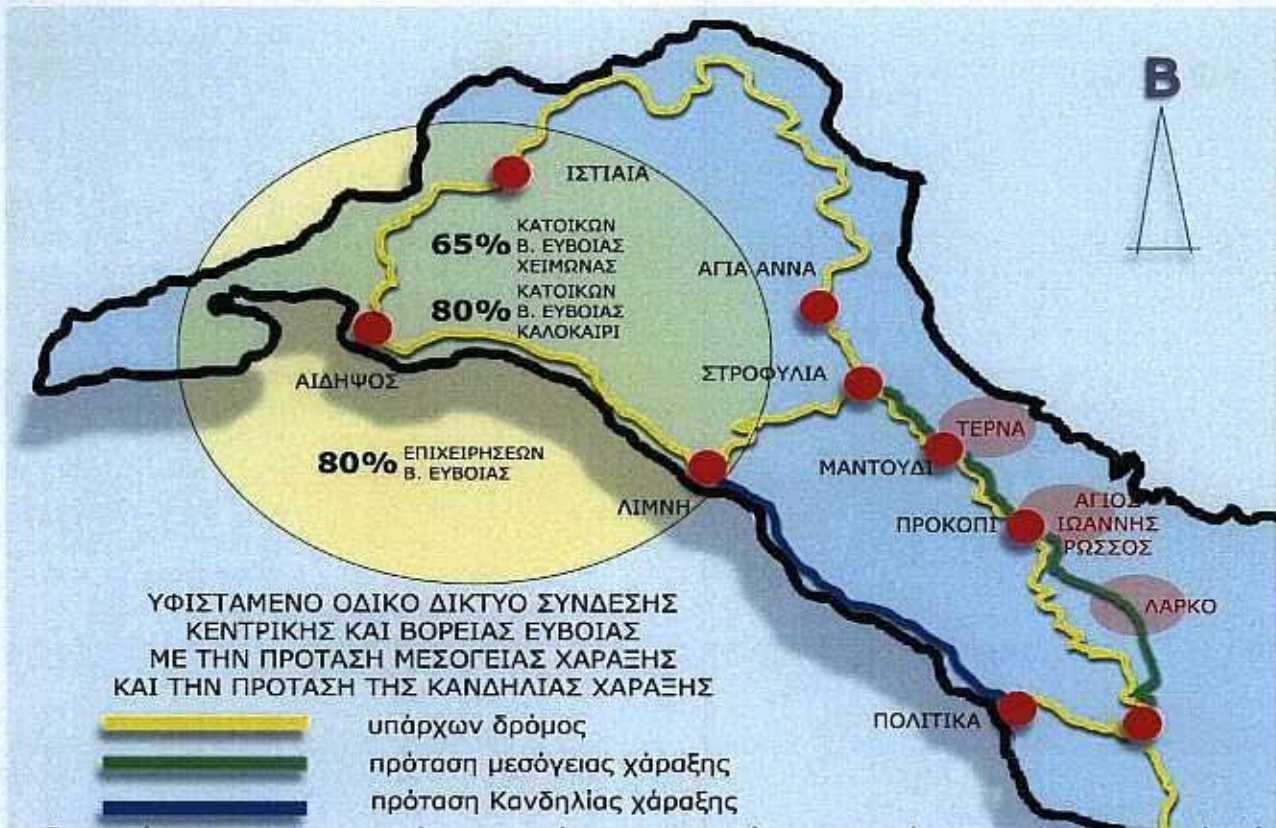 Β
ΙΣΤΙΑΙΑ
65% ΚΑΤΟΙΚΩΝ
Β. ΕΥΒΟΙΑΣ
ΧΕΙΜΩΝΑΣ
ΑΓΙΑ ΑΝΝΑ
80% ΚΑΤΟΙΚΩΝ
Β. ΕΥΒΟΙΑΣ
ΚΑΛΟΚΑΙΡΙ
ΑΙΔΗΨΟΣ
ΣΤΡΟΦΥΛΙΑ
ΤΕΡΝΑ
80% ΕΠΙΧΕΙΡΗΣΕΩΝ
Β. ΕΥΒΟΙΑΣ
ΜΑΝΤΟΥΔΙ
ΛΙΜΝΗ
ΠΡΟΚΟΠΙ
ΑΓΙΟΣ
ΙΩΑΝΝΗΣ
ΡΩΣΣΟΣ
ΛΑΡΚΟ
ΥΦΙΣΤΑΜΕΝΟ ΟΔΙΚΟ ΔΙΚΤΥΟ ΣΥΝΔΕΣΗΣ
ΚΕΝΤΡΙΚΗΣ ΚΑΙ ΒΟΡΕΙΑΣ ΕΥΒΟΙΑΣ
ΜΕ ΤΗΝ ΠΡΟΤΑΣΗ ΜΕΣΟΓΕΙΑΣ ΧΑΡΑΞΗΣ
ΚΑΙ ΤΗΝ ΠΡΟΤΑΣΗ ΤΗΣ ΚΑΝΔΗΛΙΑΣ ΧΑΡΑΞΗΣ
ΠΟΛΙΤΙΚΑ
υπάρχων δρόμος
πρόταση μεσόγειας χάραξης
πρόταση Κανδηλίας χάραξης